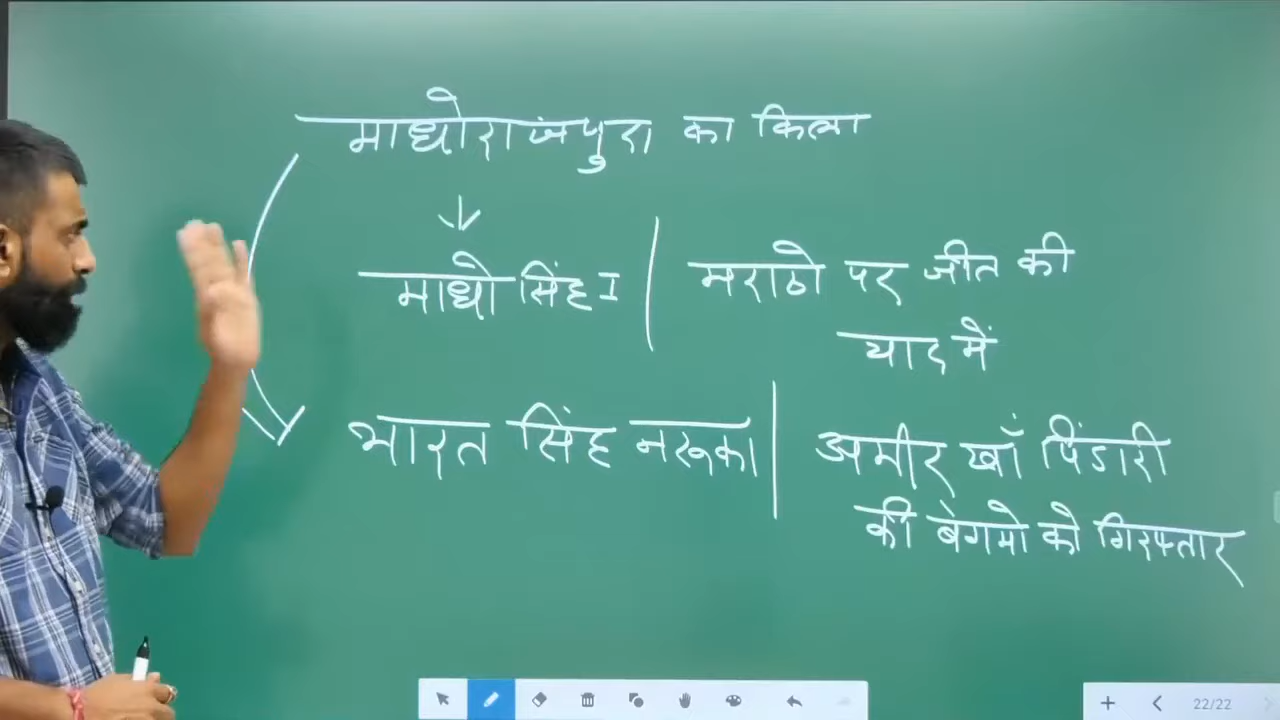 माधोराजपुरा का किला
माधो सिंह I | मराठो पर जीत की
याद में
भारत सिंह नरूका | अमीर खाँ पिंडारी
की बेगमो को गिरफ्तार
22/22